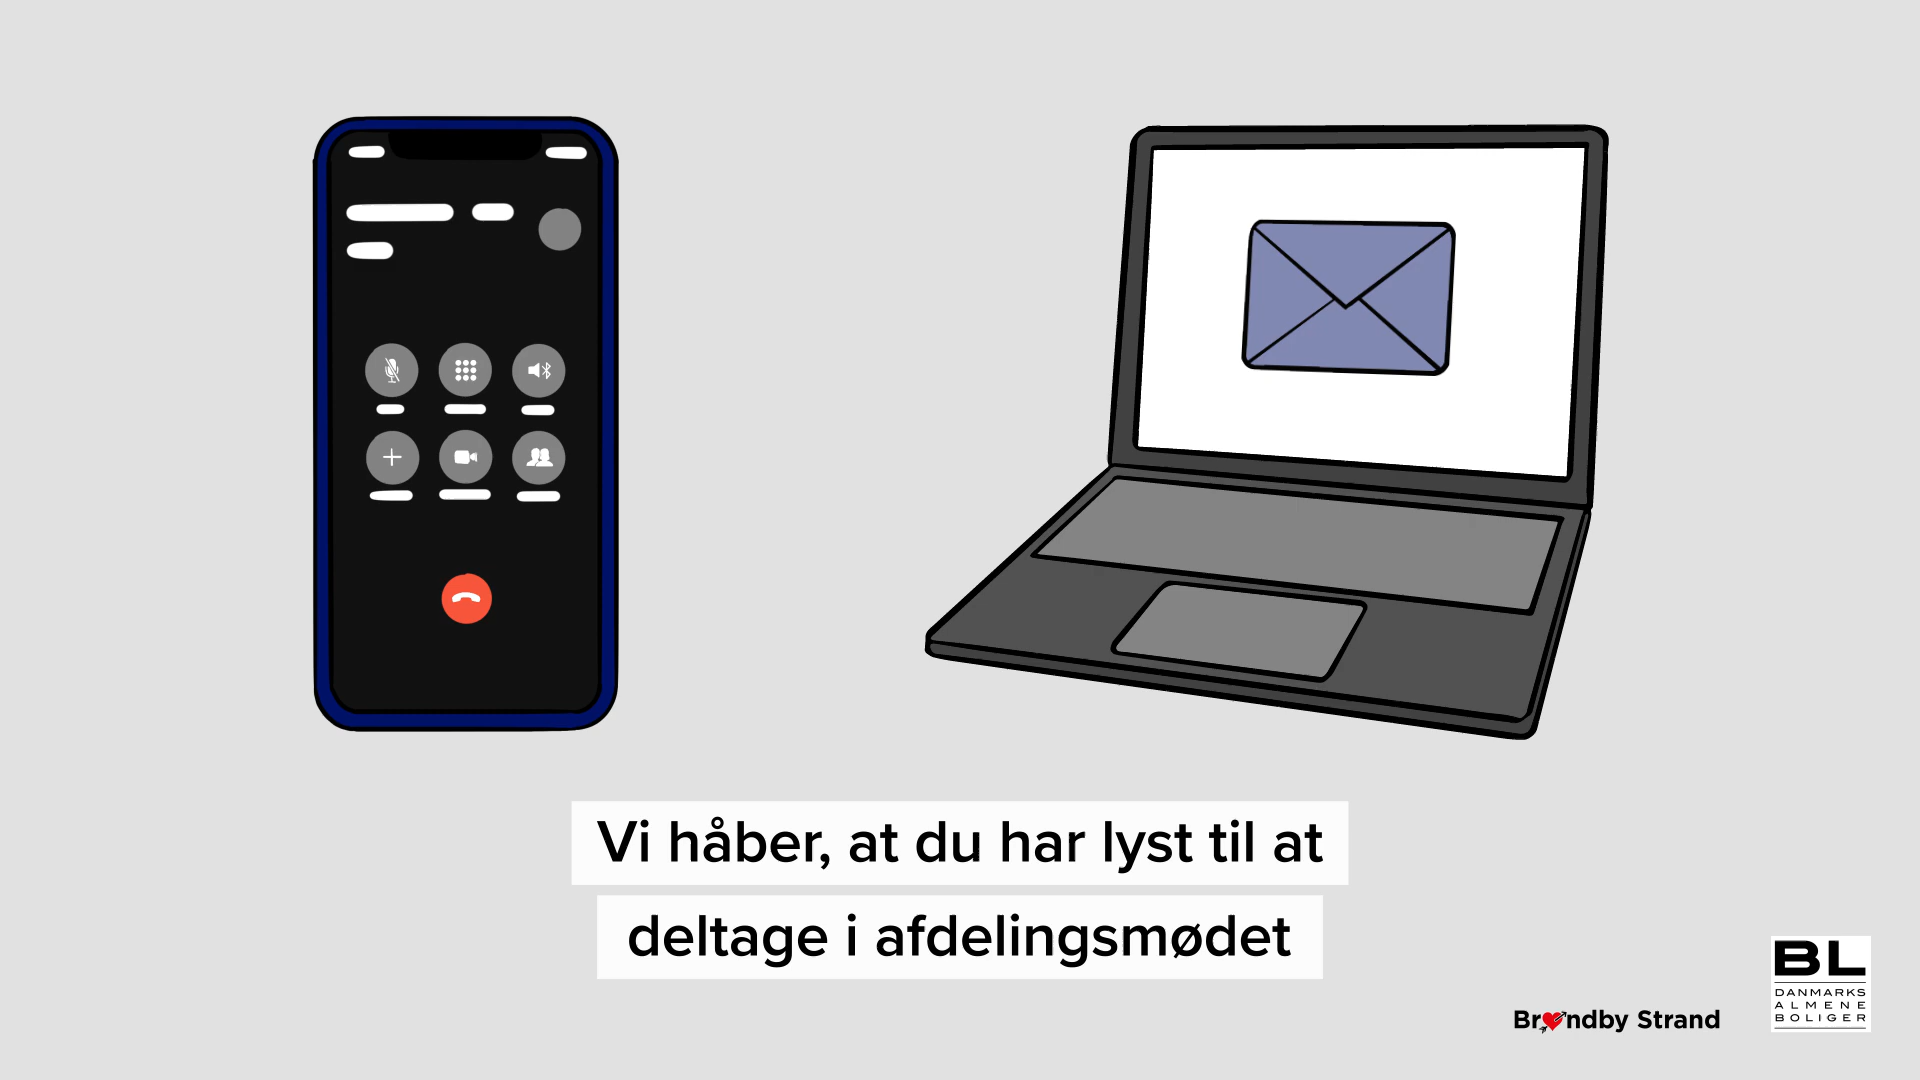 Vi håber, at du har lyst til at
deltage i afdelingsmødet
Brøndby Strand
BL
DANMARKS
ALMENE
BOLIGER